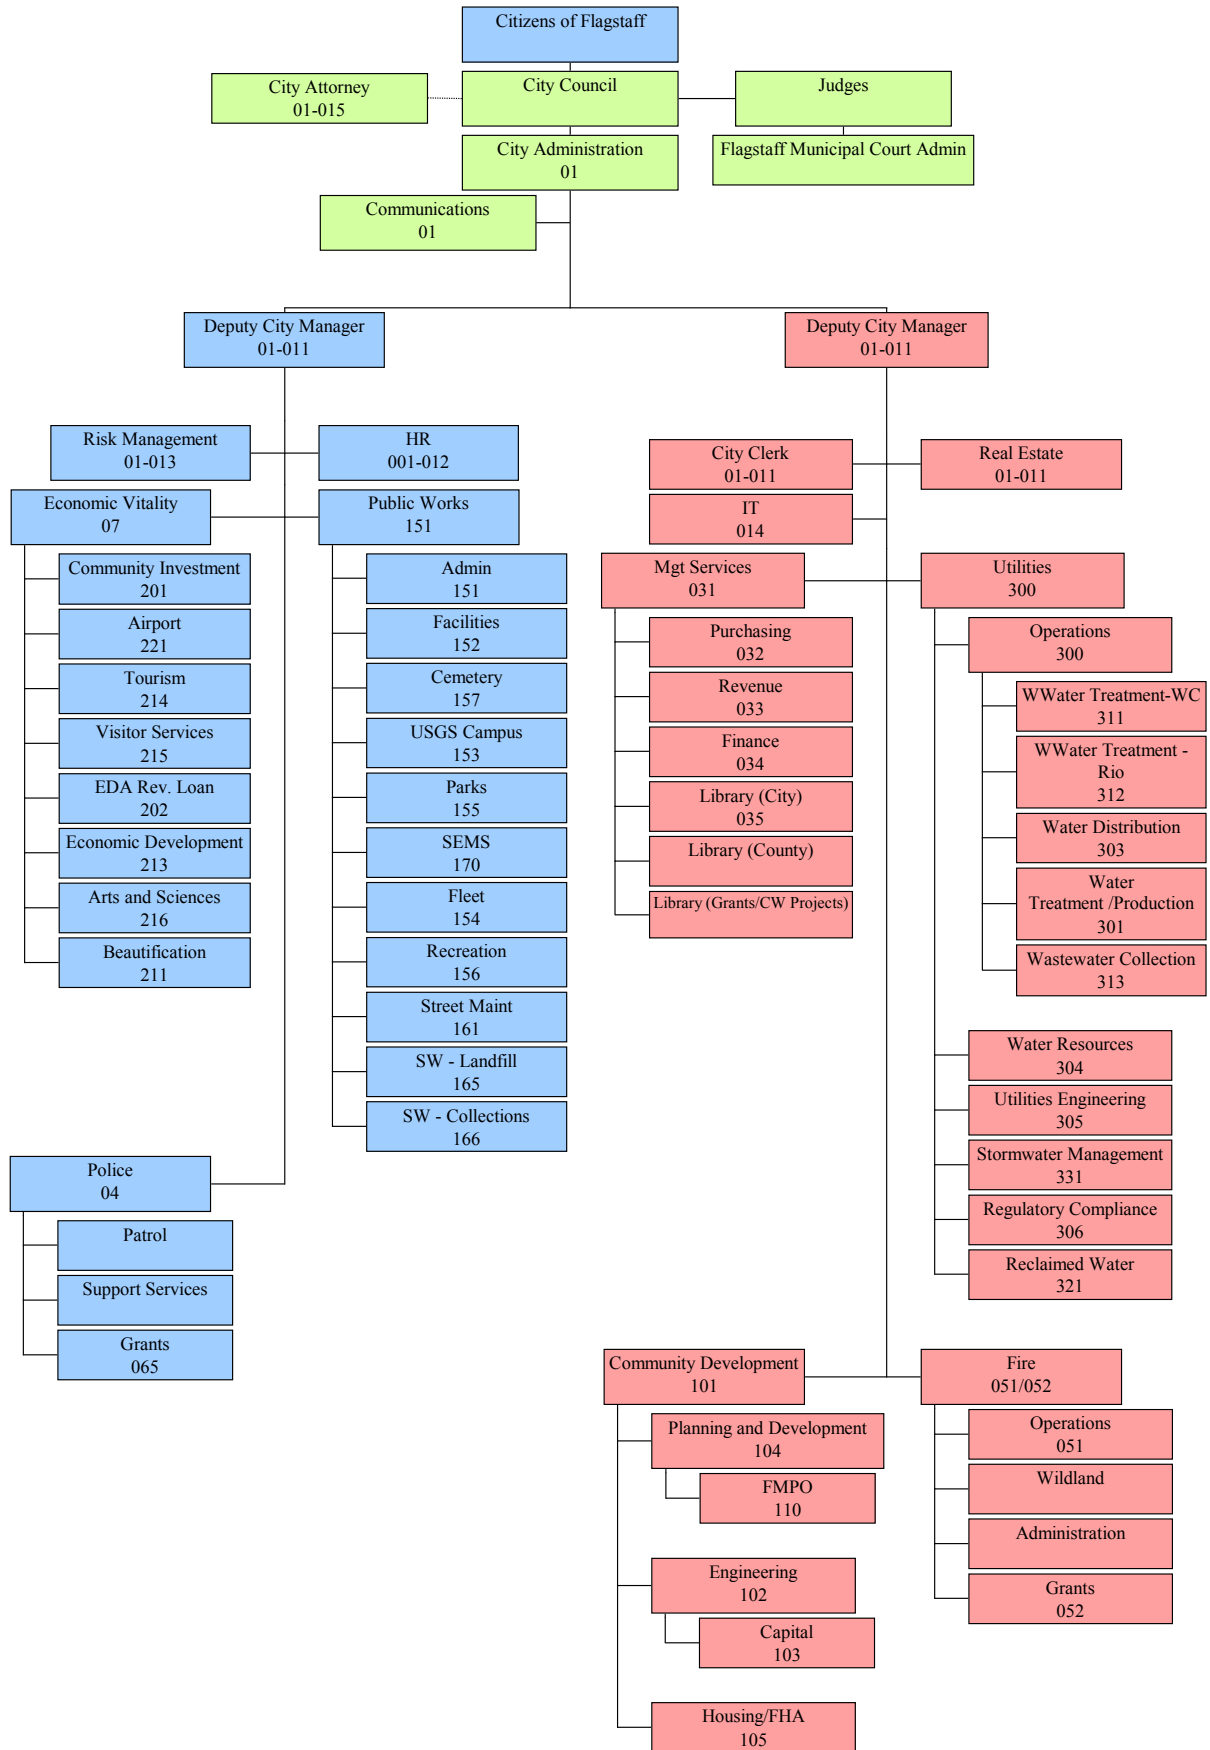 Citizens of Flagstaff
City Attorney
01-015
City Council
Judges
City Administration
01
Flagstaff Municipal Court Admin
Communications
01
Deputy City Manager
01-011
Deputy City Manager
01-011
Risk Management
01-013
HR
001-012
Economic Vitality
07
Public Works
151
Community Investment
201
Airport
221
Tourism
214
Visitor Services
215
EDA Rev. Loan
202
Economic Development
213
Arts and Sciences
216
Beautification
211
Admin
151
Facilities
152
Cemetery
157
USGS Campus
153
Parks
155
SEMS
170
Fleet
154
Recreation
156
Street Maint
161
SW - Landfill
165
SW - Collections
166
Police
04
Patrol
Support Services
Grants
065
City Clerk
01-011
Real Estate
01-011
IT
014
Mgt Services
031
Utilities
300
Purchasing
032
Revenue
033
Finance
034
Library (City)
035
Library (County)
Library (Grants/CW Projects)
Operations
300
WWater Treatment-WC
311
WWater Treatment -
Rio
312
Water Distribution
303
Water
Treatment /Production
301
Wastewater Collection
313
Water Resources
304
Utilities Engineering
305
Stormwater Management
331
Regulatory Compliance
306
Reclaimed Water
321
Community Development
101
Fire
051/052
Planning and Development
104
FMPO
110
Engineering
102
Capital
103
Housing/FHA
105
Operations
051
Wildland
Administration
Grants
052